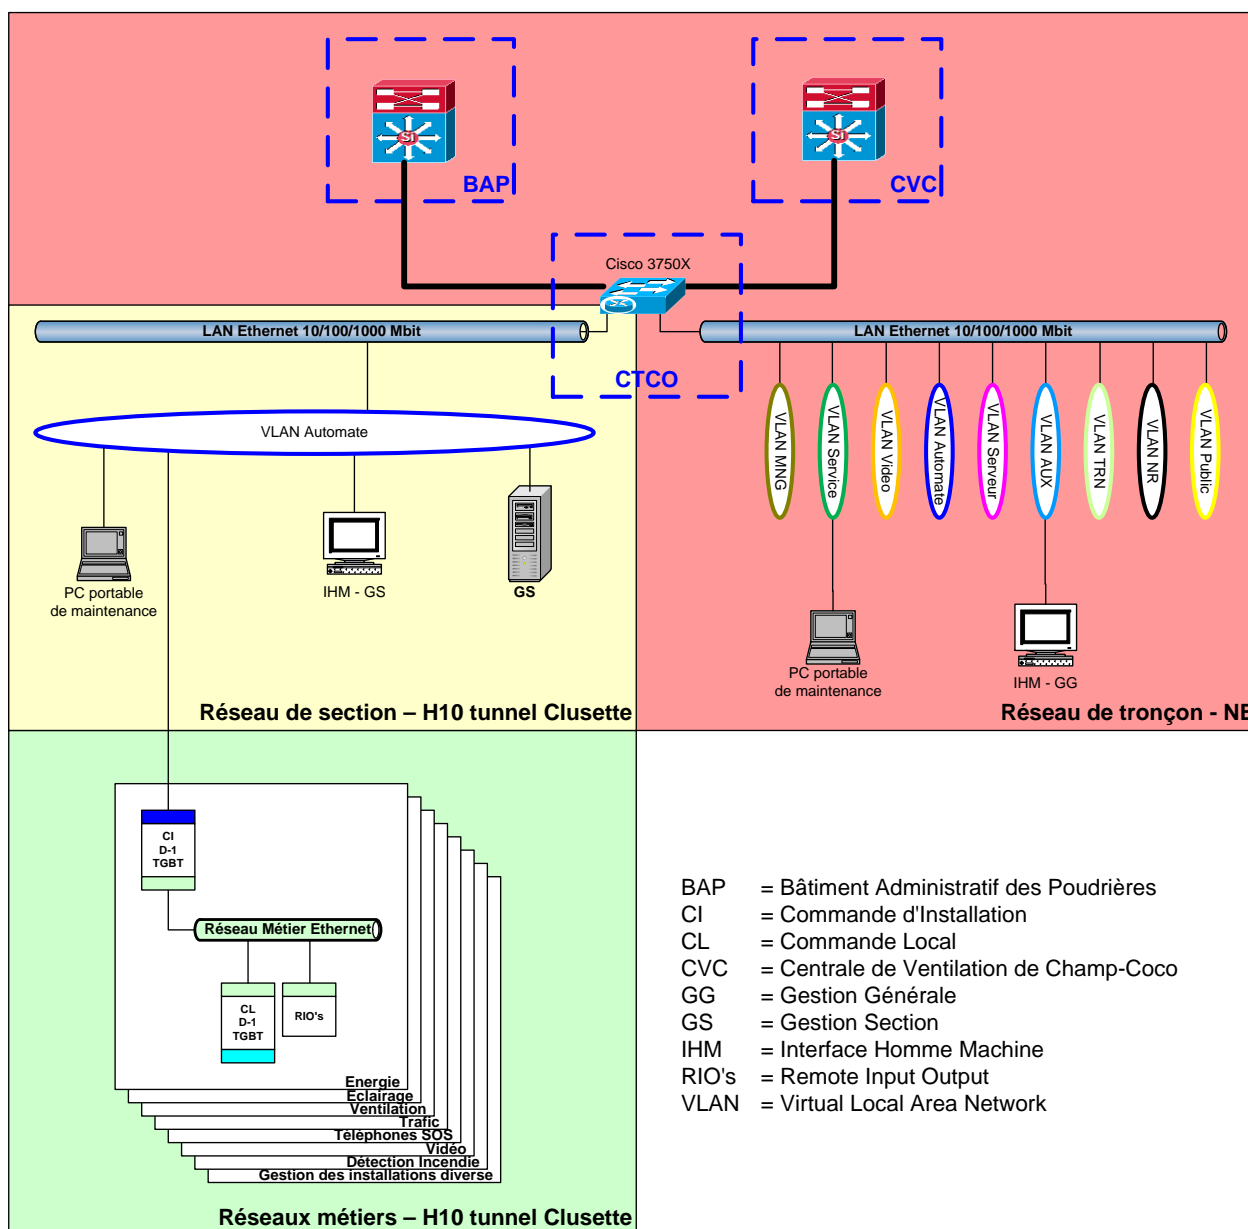 BAP
CVC
Cisco 3750X
Si
Si
LAN Ethernet 10/100/1000 Mbit
LAN Ethernet 10/100/1000 Mbit
CTCO
VLAN Automate
VLAN MNG
VLAN Service
VLAN Video
VLAN Automate
VLAN Serveur
VLAN AUX
VLAN TRN
VLAN NR
VLAN Public
PC portable
de maintenance
IHM - GS
GS
PC portable
de maintenance
IHM - GG
Réseau de section – H10 tunnel Clusette
Réseau de tronçon - NE
CI
D-1
TGBT
Réseau Métier Ethernet
CL
D-1
TGBT
RIO's
Energie
Eclairage
Ventilation
Trafic
Téléphones SOS
Vidéo
Détection Incendie
Gestion des installations diverse
Réseaux métiers – H10 tunnel Clusette
BAP = Bâtiment Administratif des Poudrières
CI = Commande d'Installation
CL = Commande Local
CVC = Centrale de Ventilation de Champ-Coco
GG = Gestion Générale
GS = Gestion Section
IHM = Interface Homme Machine
RIO's = Remote Input Output
VLAN = Virtual Local Area Network